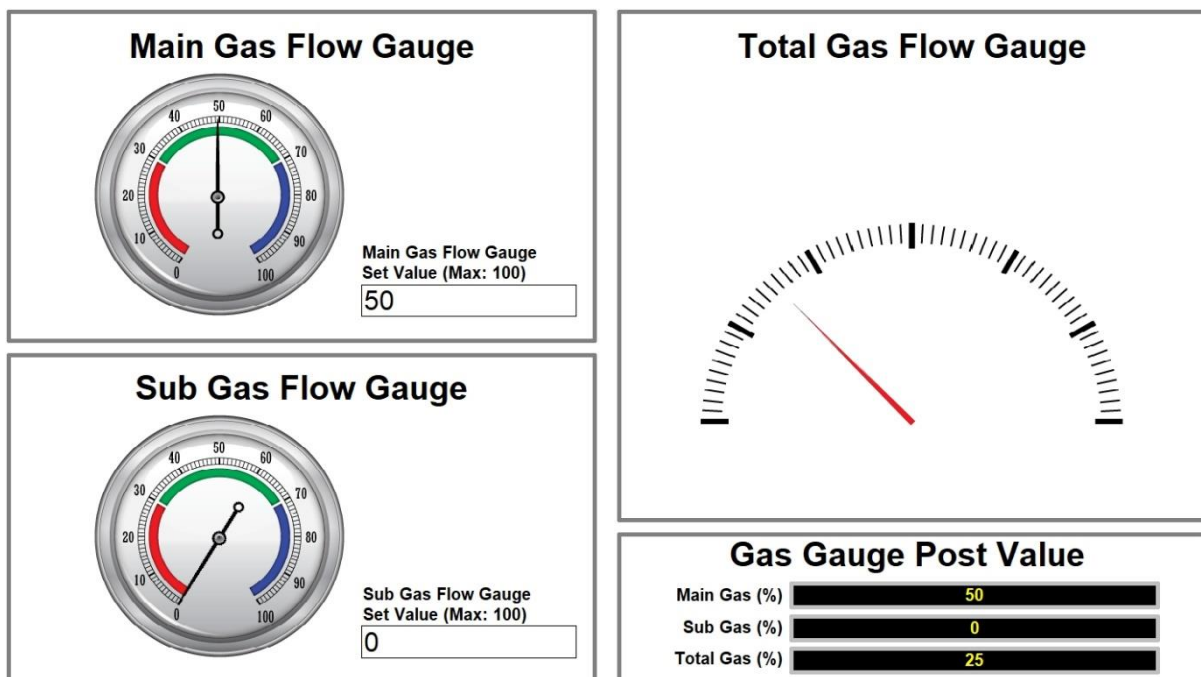 Main Gas Flow Gauge
0
10
20
30
40
50
60
70
80
90
100
Main Gas Flow Gauge
Set Value (Max: 100)
50
Sub Gas Flow Gauge
0
10
20
30
40
50
60
70
80
90
100
Sub Gas Flow Gauge
Set Value (Max: 100)
0
Total Gas Flow Gauge
Gas Gauge Post Value
Main Gas (%) 50
Sub Gas (%) 0
Total Gas (%) 25